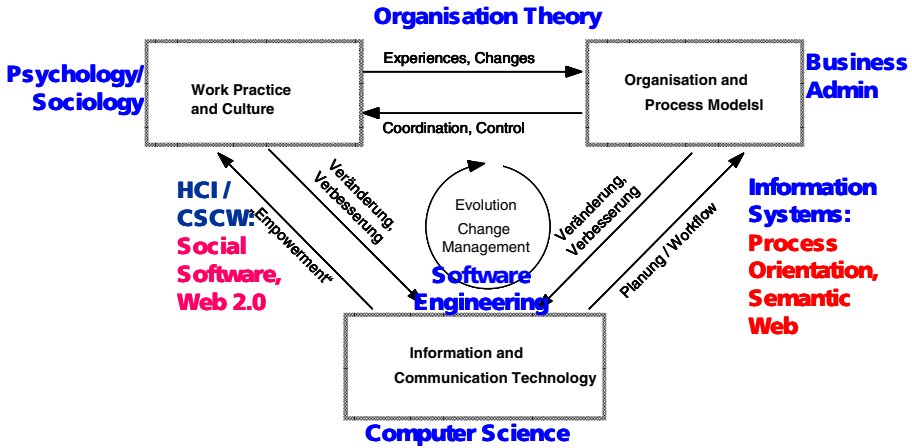 Organisation Theory
Psychology/
Sociology
Work Practice
and Culture
Experiences, Changes
Coordination, Control
Organisation and
Process Modelsl
Business
Admin
HCI /
CSCW:
Social
Software,
Web 2.0
"Empowerment“
Veränderung,
Verbesserung
Evolution
Change
Management
Software
Engineering
Veränderung,
Verbesserung
Planung / Workflow
Information
Systems:
Process
Orientation,
Semantic
Web
Information and
Communication Technology
Computer Science